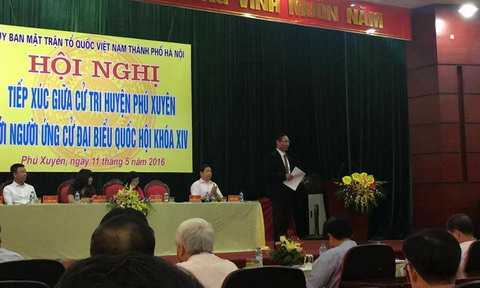 VINH MUÔN NĂM
ỦY BAN MẶT TRẬN TỔ QUỐC VIỆT NAM THÀNH PHỐ HÀ NỘI
HỘI NGHỊ
TIẾP XÚC GIỮA CỬ TRI HUYỆN PHÚ XUYÊN
VỚI NGƯỜI ỨNG CỬ ĐẠI BIỂU QUỐC HỘI KHÓA XIV
Phú Xuyên, ngày 11 tháng 5 năm 2016